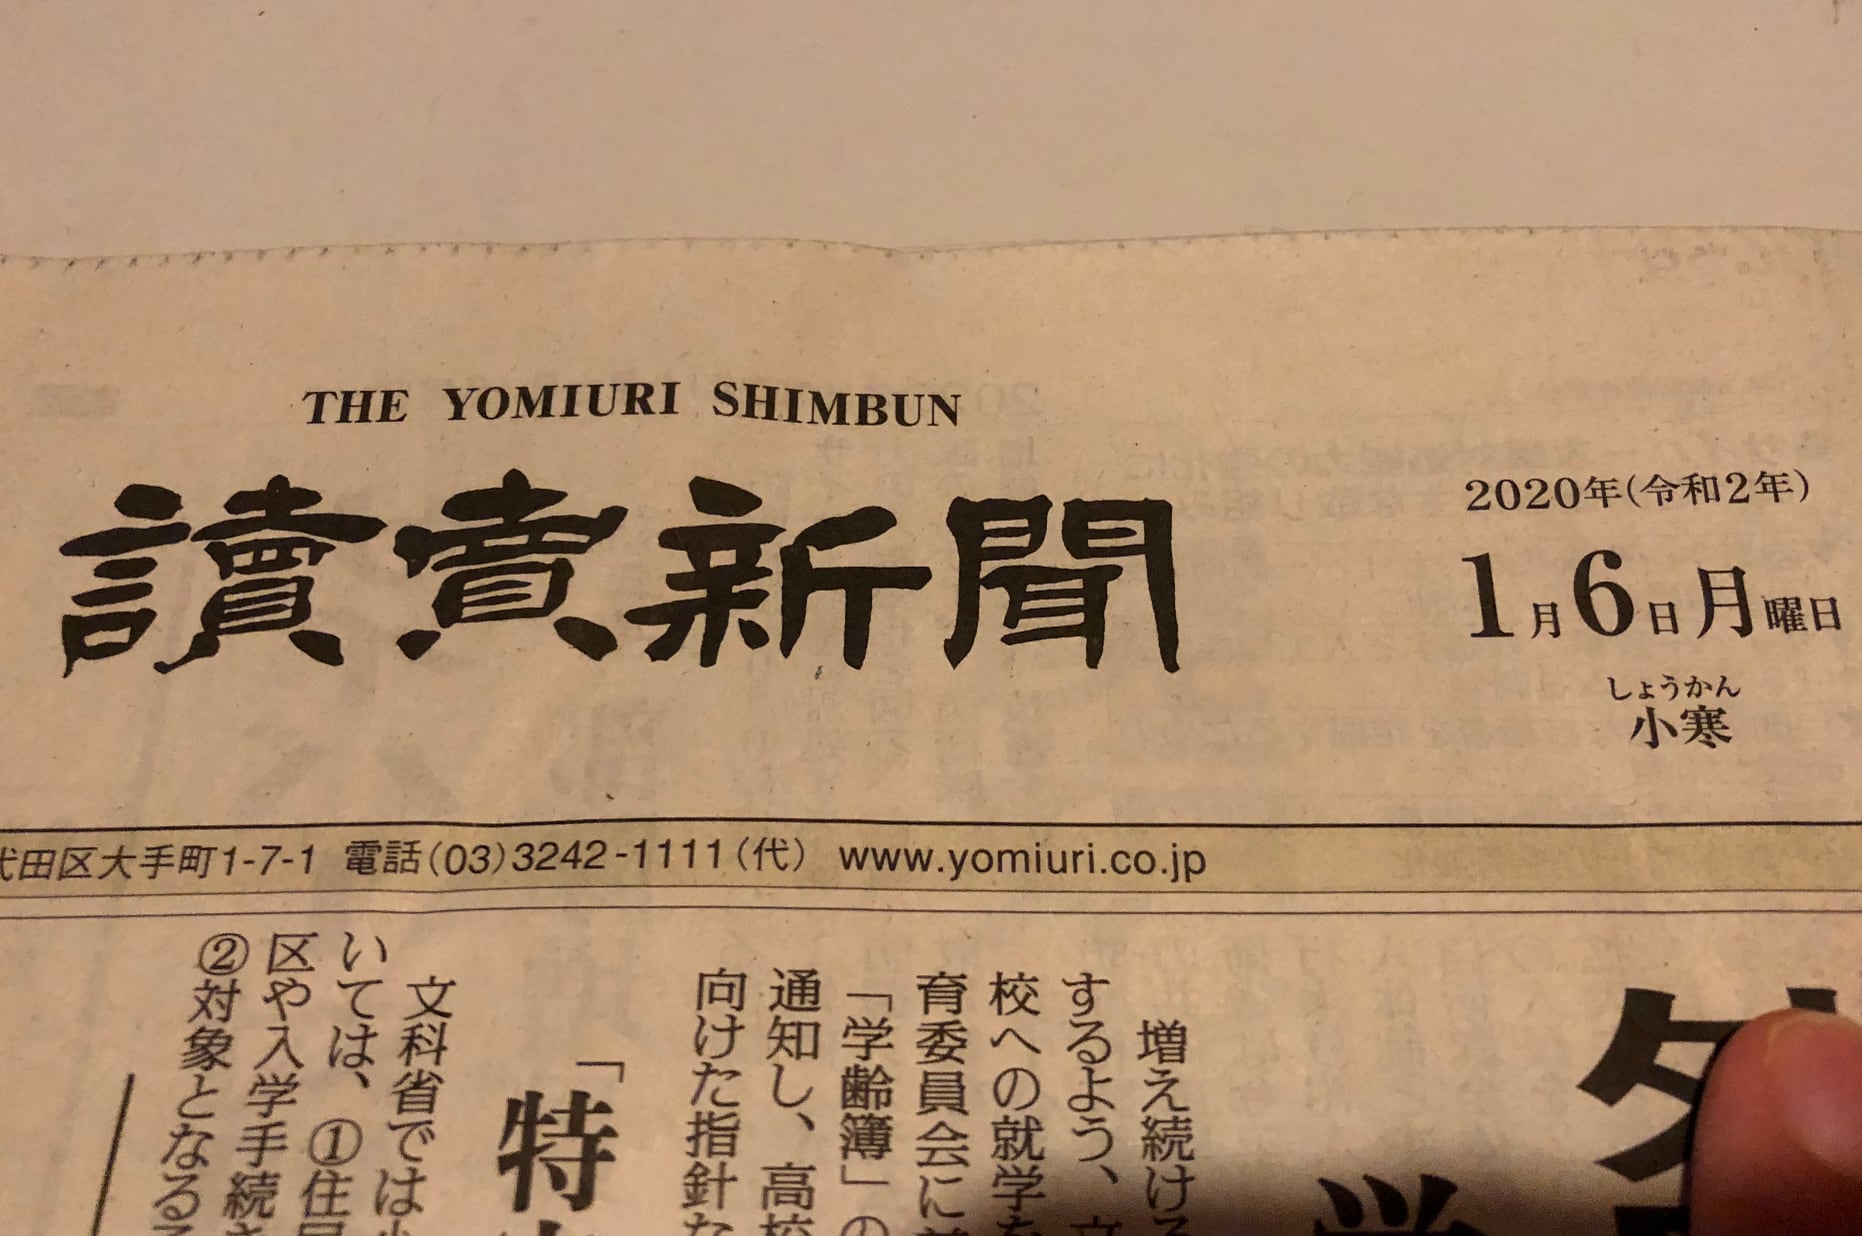 THE YOMIURI SHIMBUN
讀賣新聞
2020年(令和2年)
1月6日月曜日
しょうかん
小寒
田区大手町1-7-1 電話(03)3242-1111(代) www.yomiuri.co.jp
増え続ける
するよう、文
校への就学を
育委員会に
「学齢簿」の
通知し、高校
向けた指針
「特
文科省では
いては、①住
区や入学手続き
②対象となる